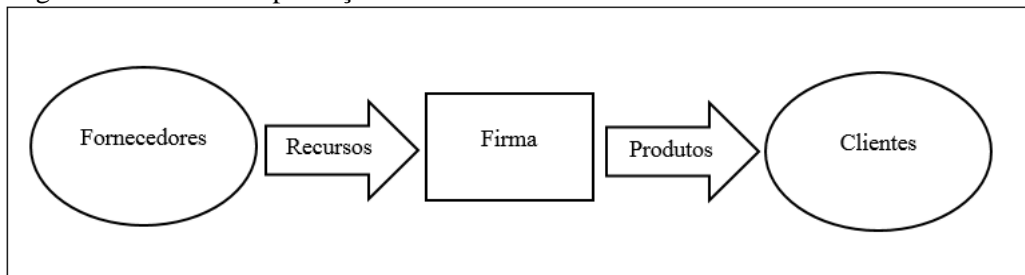 Fornecedores
Recursos
Firma
Produtos
Clientes